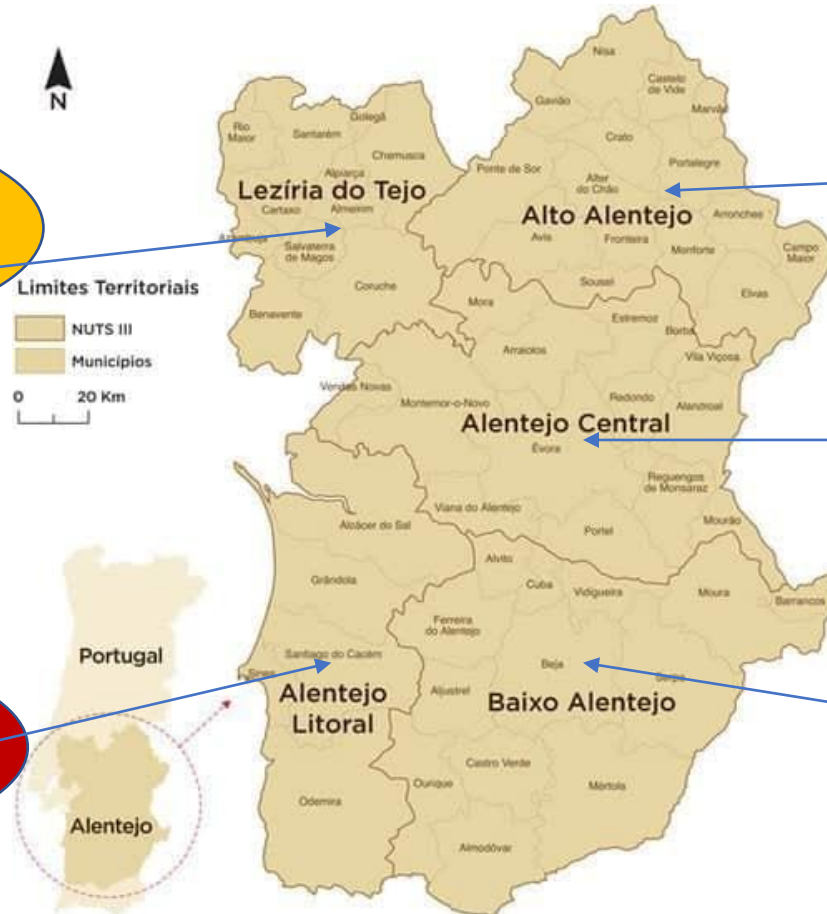 N
Limites Territoriais
NUTS III
Municípios
0 20 Km
Portugal
Alentejo
Lezíria do Tejo
Rio
Maior
Santarém
Golegã
Chamusca
Alpiarça
Cartaxo
Almeirim
Salvaterra
de Magos
Coruche
Benavente
Alto Alentejo
Nisa
Castelo
de Vide
Gavião
Marvão
Crato
Portalegre
Ponte de Sor
Alter
do Chão
Arronches
Avis
Fronteira
Monforte
Campo
Maior
Sousel
Elvas
Alentejo Central
Mora
Estremoz
Borba
Arraiolos
Vila Viçosa
Vendas Novas
Montemor-o-Novo
Redondo
Alandroal
Évora
Reguengos
de Monsaraz
Viana do Alentejo
Mourão
Portel
Alentejo
Litoral
Alcácer do Sal
Grândola
Santiago do Cacém
Sines
Odemira
Baixo Alentejo
Alvito
Cuba
Vidigueira
Moura
Barrancos
Ferreira
do Alentejo
Beja
Serpa
Aljustrel
Castro Verde
Ourique
Mértola
Almodôvar